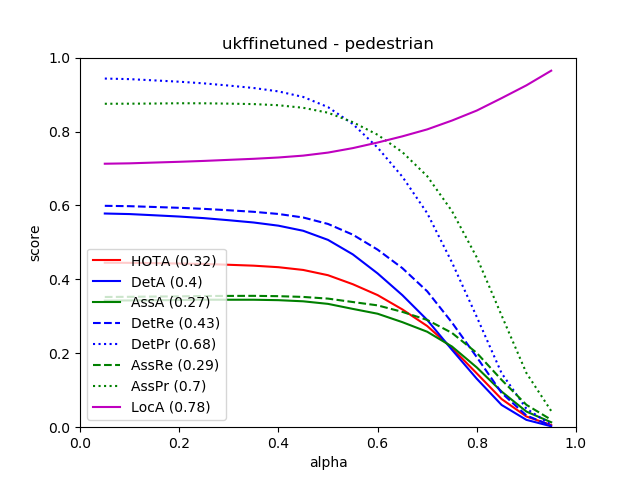 ukffinetuned - pedestrian
1.0
0.8
0.6
0.4
0.2
0.0
score
HOTA (0.32)
DetA (0.4)
AssA (0.27)
DetRe (0.43)
DetPr (0.68)
AssRe (0.29)
AssPr (0.7)
LocA (0.78)
0.0 0.2 0.4 0.6 0.8 1.0
alpha